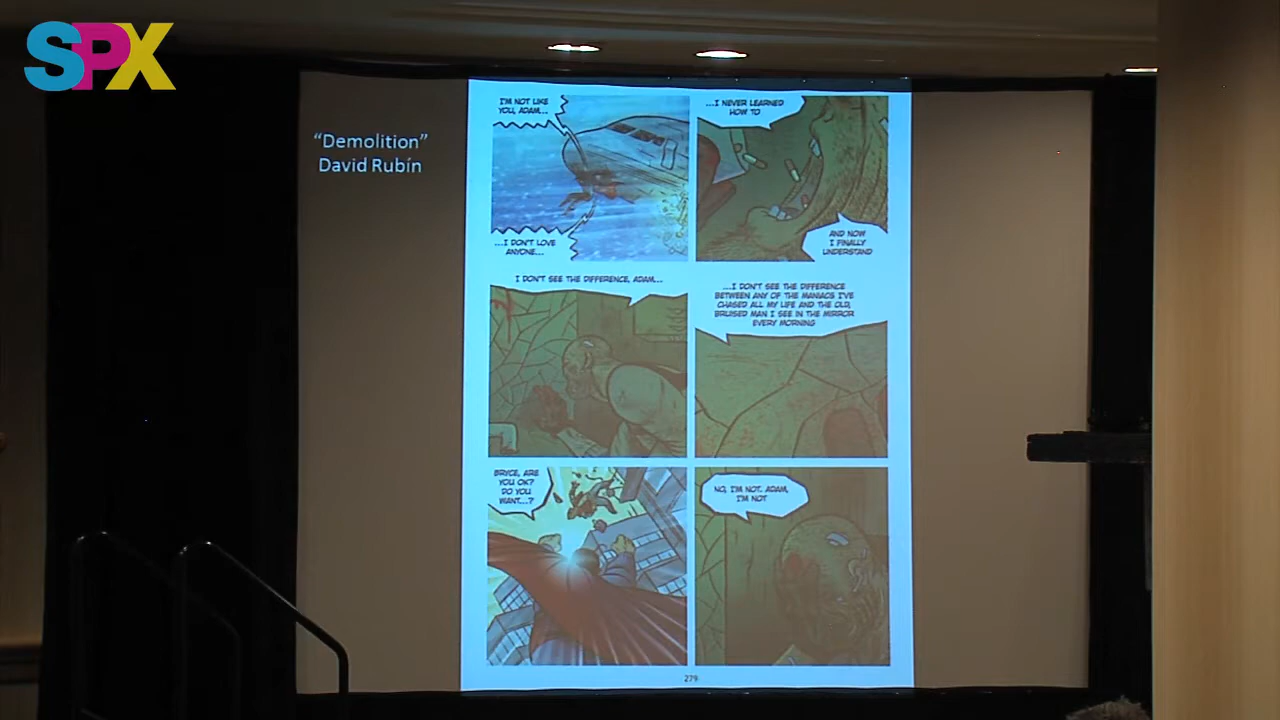 SPX
"Demolition"
David Rubín
I'M NOT LIKE
YOU, ADAM...
...I DON'T LOVE
ANYONE...
...I NEVER LEARNED
HOW TO
AND NOW
I FINALLY
UNDERSTAND
I DON'T SEE THE DIFFERENCE, ADAM...
...I DON'T SEE THE DIFFERENCE
BETWEEN ANY OF THE MANIACS I'VE
CHASED ALL MY LIFE AND THE OLD,
BRUISED MAN I SEE IN THE MIRROR
EVERY MORNING
BRYCE, ARE
YOU OK?
DO YOU
WANT...?
NO, I'M NOT. ADAM,
I'M NOT
279